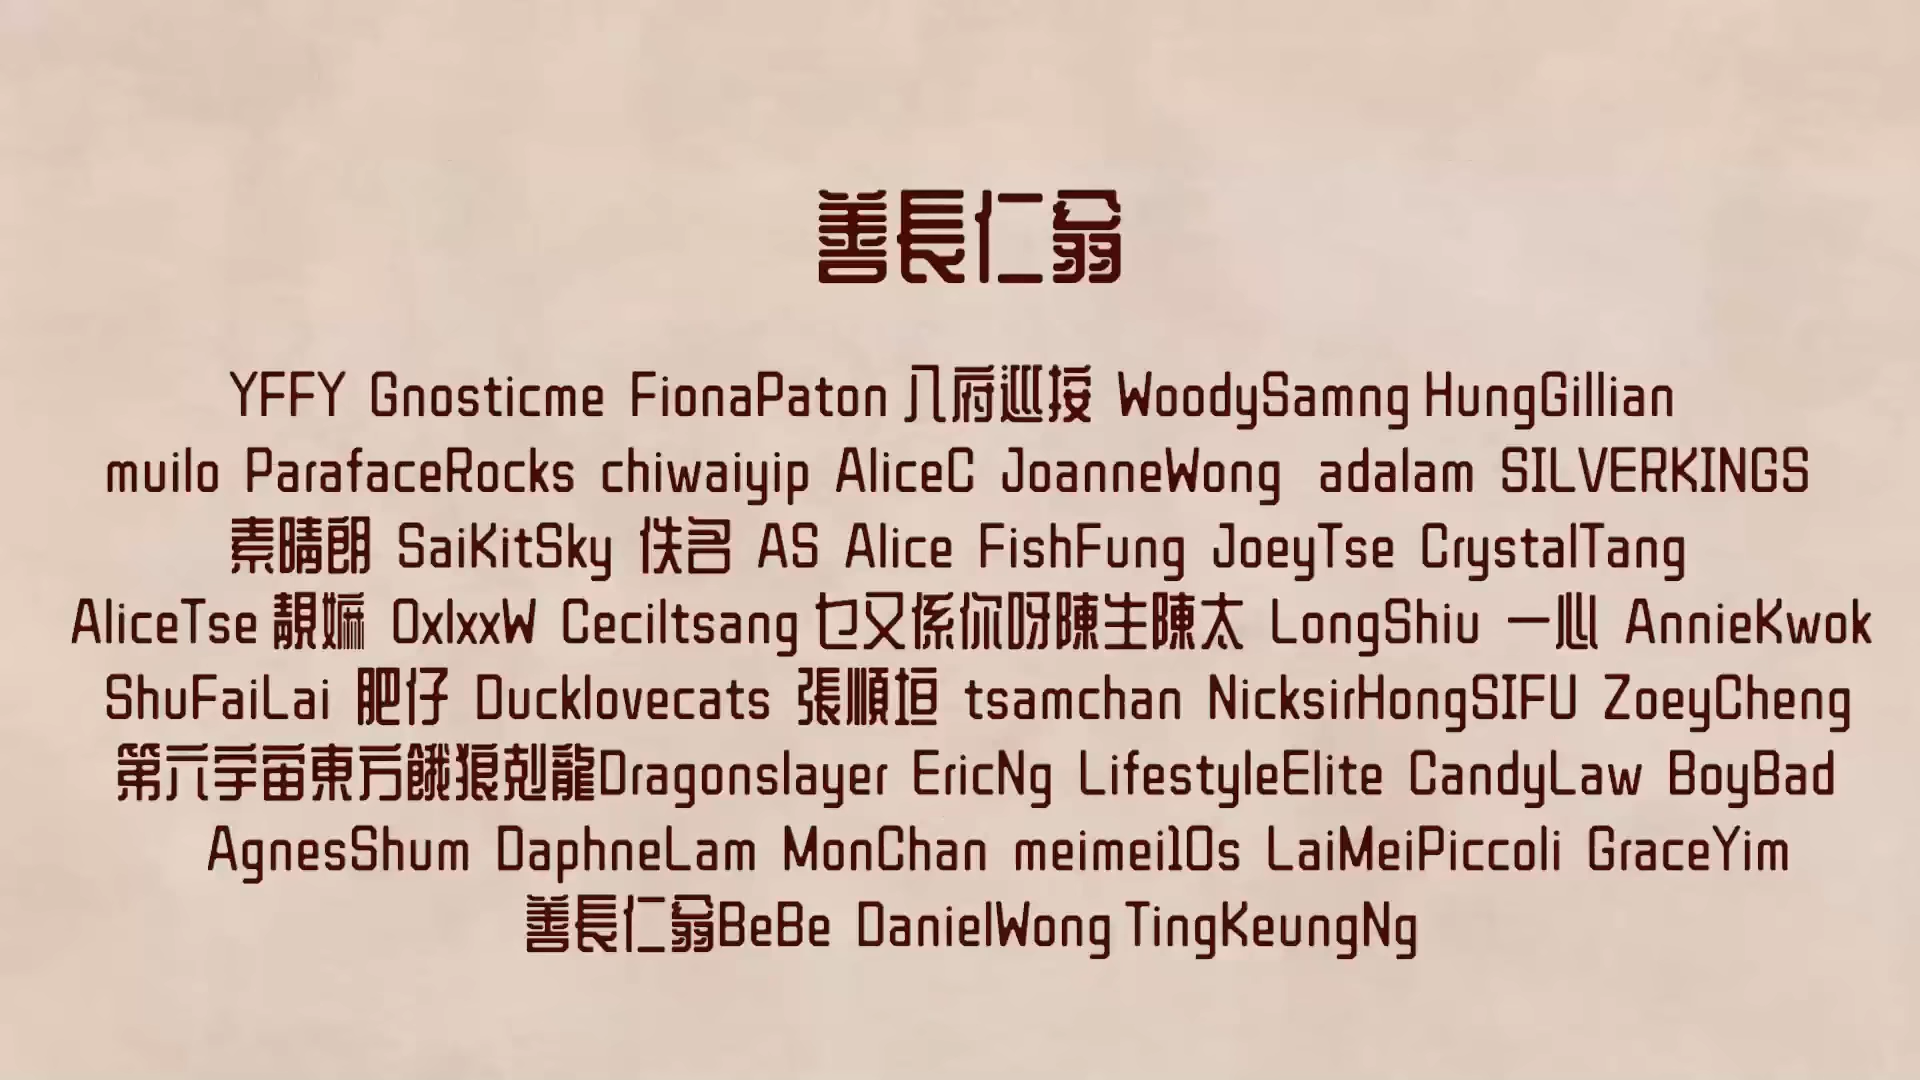 善長仁翁
YFFY Gnosticme FionaPaton 八府巡按 WoodySamng HungGillian
muilo ParafaceRocks chiwaiyip AliceC JoanneWong adalam SILVERKINGS
素晴朗 SaiKitSky 佚名 AS Alice FishFung JoeyTse CrystalTang
AliceTse 靚嫲 OxlxxW Ceciltsang 乜又係你呀陳生陳太 LongShiu 一心 AnnieKwok
ShuFaiLai 肥仔 Ducklovecats 張順垣 tsamchan NicksirHongSIFU ZoeyCheng
第六宇宙東方餓狼剋龍Dragonslayer EricNg LifestyleElite CandyLaw BoyBad
AgnesShum DaphneLam MonChan meimei10s LaiMeiPiccoli GraceYim
善長仁翁BeBe DanielWong TingKeungNg